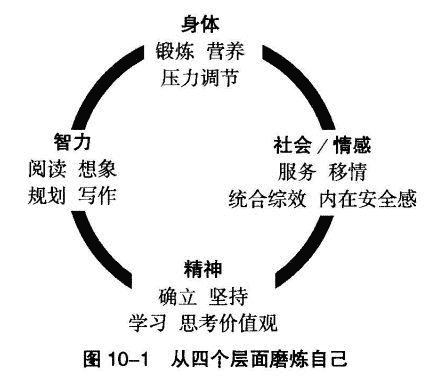 身体
锻炼 营养
压力调节
智力
阅读 想象
规划 写作
社会／情感
服务 移情
统合综效 内在安全感
精神
确立 坚持
学习 思考价值观
图 10-1 从四个层面磨炼自己